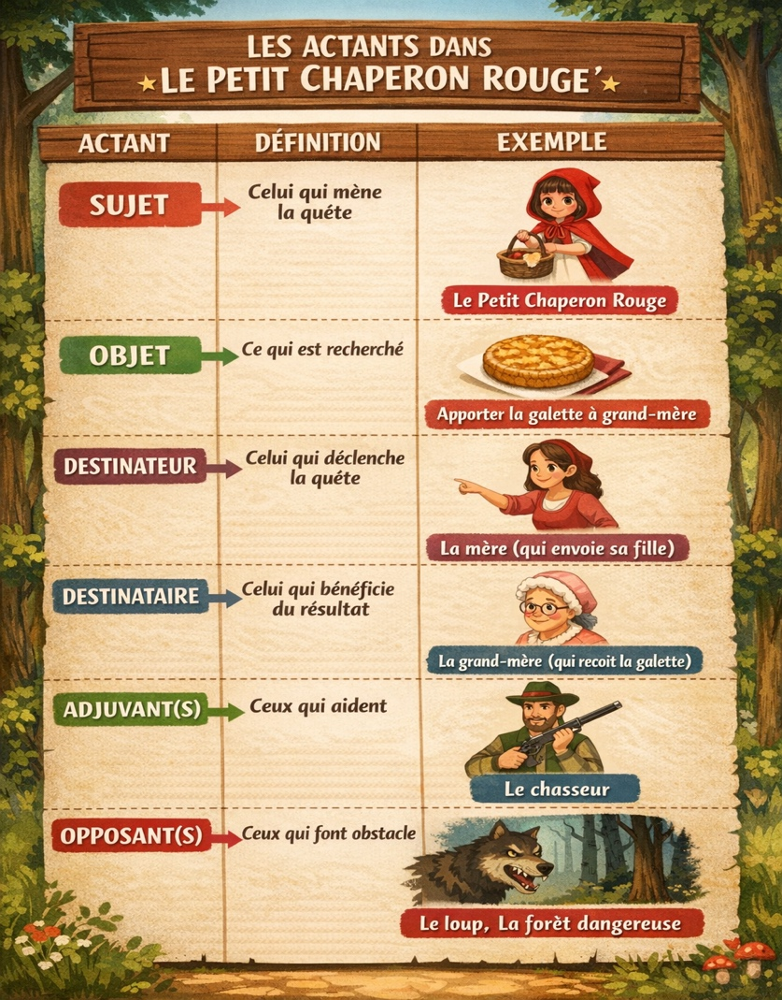 LES ACTANTS DANS
LE PETIT CHAPERON ROUGE'
ACTANT DÉFINITION EXEMPLE
SUJET
Celui qui mène
la quéte
Le Petit Chaperon Rouge
OBJET
Ce qui est recherché
Apporter la galette à grand-mère
DESTINATEUR
Celui qui déclenche
la quéte
La mère (qui envoie sa fille)
DESTINATAIRE
Celui qui bénéficie
du résultat
La grand-mère (qui recoit la galette)
ADJUVANT(S)
Ceux qui aident
Le chasseur
OPPOSANT(S)
Ceux qui font obstacle
Le loup, La forèt dangereuse